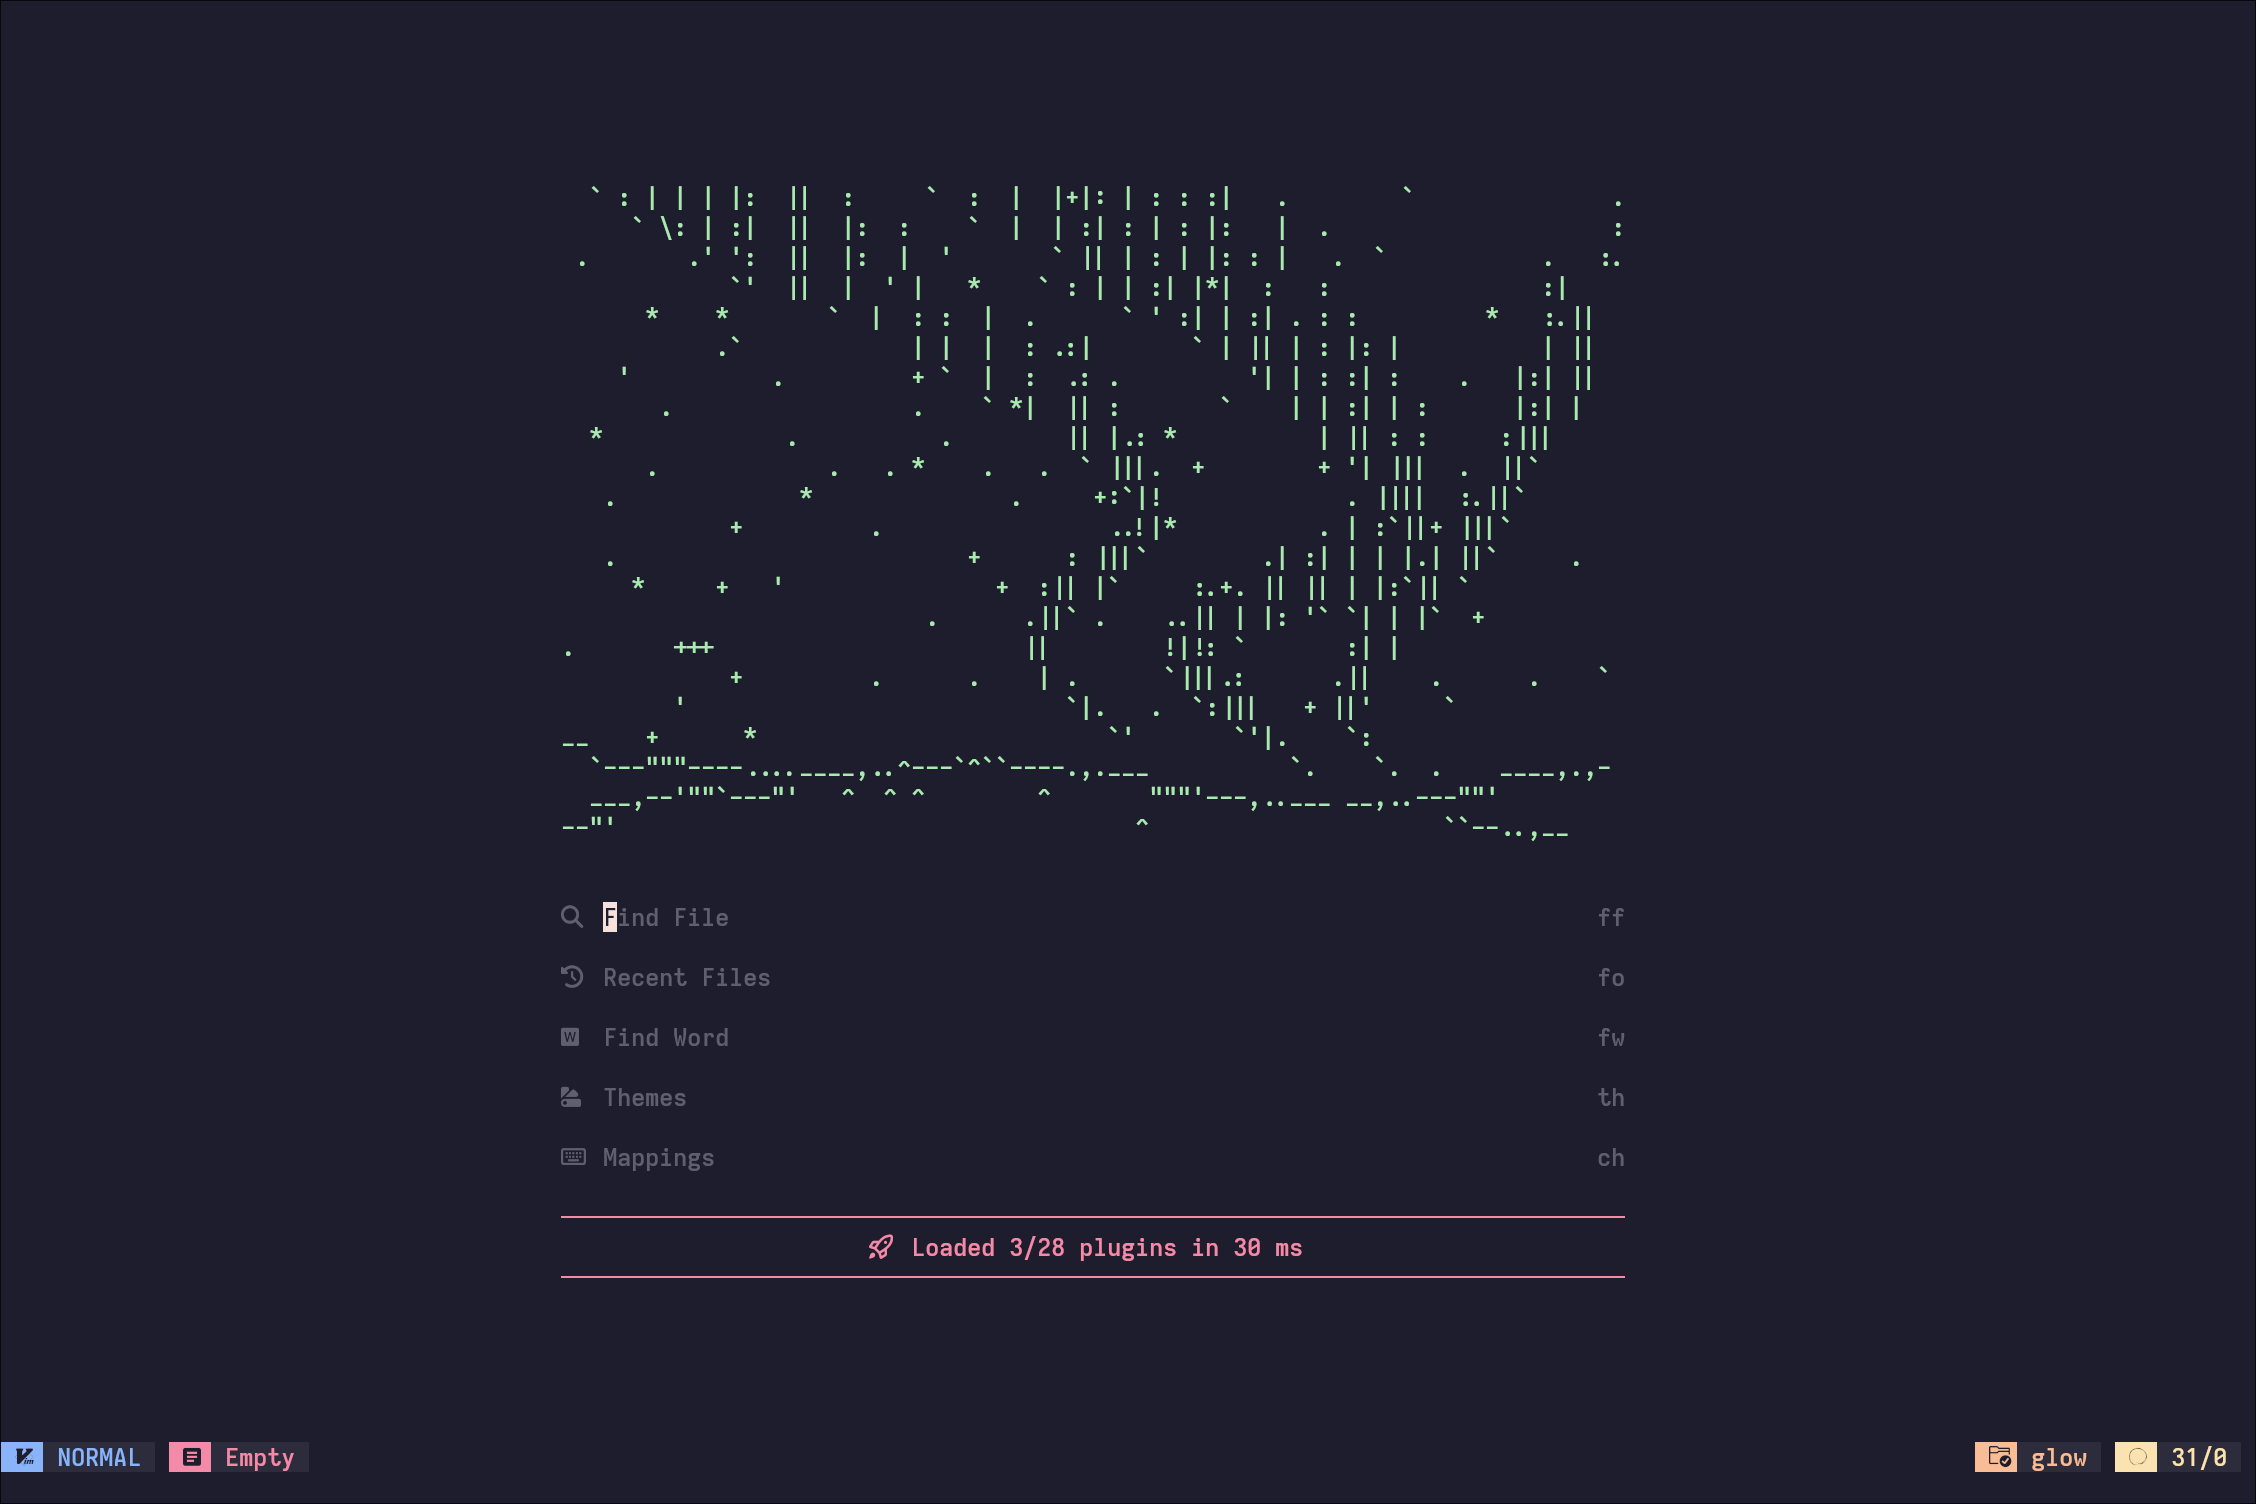 Find File ff
Recent Files fo
Find Word fw
Themes th
Mappings ch
Loaded 3/28 plugins in 30 ms
NORMAL Empty glow 31/0